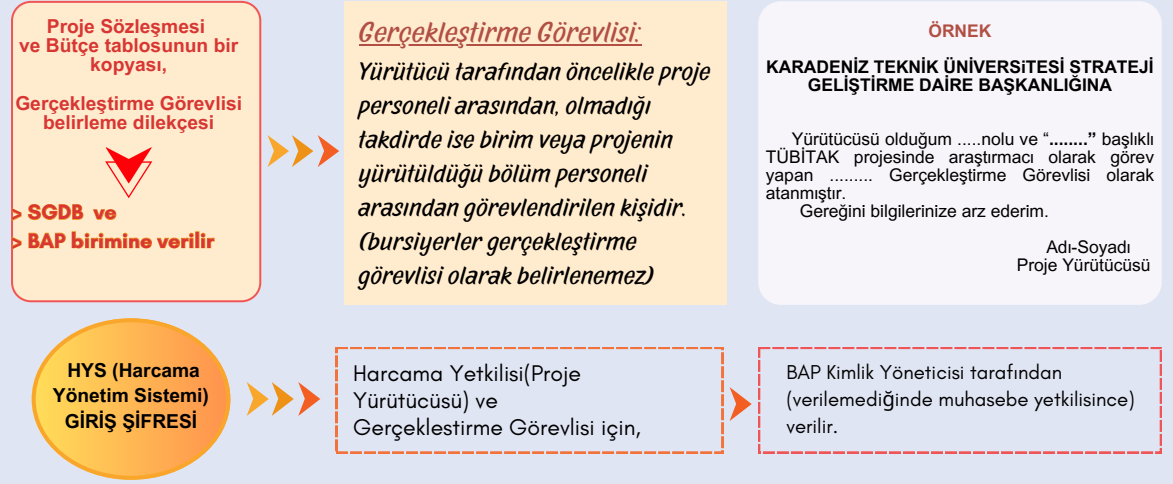 Proje Sözleşmesi
ve Bütçe tablosunun bir
kopyası,
Gerçekleştirme Görevlisi
belirleme dilekçesi
> SGDB ve
> BAP birimine verilir
Gerçekleştirme Görevlisi:
Yürütücü tarafından öncelikle proje
personeli arasından, olmadığı
takdirde ise birim veya projenin
yürütüldüğü bölüm personeli
arasından görevlendirilen kişidir.
(bursiyerler gerçekleştirme
görevlisi olarak belirlenemez)
ÖRNEK
KARADENİZ TEKNİK ÜNİVERSiTESİ STRATEJİ
GELİŞTİRME DAİRE BAŞKANLIĞINA
Yürütücüsü olduğum .....nolu ve “........” başlıklı
TÜBİTAK projesinde araştırmacı olarak görev
yapan ......... Gerçekleştirme Görevlisi olarak
atanmıştır.
Gereğini bilgilerinize arz ederim.
Adı-Soyadı
Proje Yürütücüsü
HYS (Harcama
Yönetim Sistemi)
GİRİŞ ŞİFRESİ
Harcama Yetkilisi(Proje
Yürütücüsü) ve
Gerçeklestirme Görevlisi için,
BAP Kimlik Yöneticisi tarafından
(verilemediğinde muhasebe yetkilisince)
verilir.